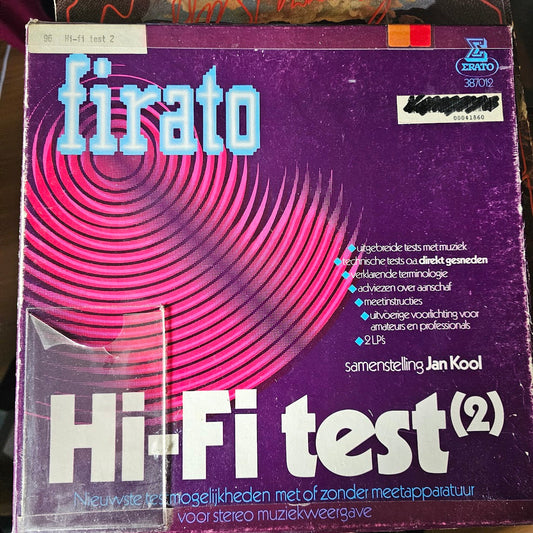 96 Hi-fi test 2
ERATO
387012
00041860
firato
uitgebreide tests met muziek
technische tests o.a. direkt gesneden
verklarende terminologie
adviezen over aanschaf
meetinstructies
uitvoerige voorlichting voor
amateurs en professionals
2 LP's
samenstelling Jan Kool
Hi-Fi test (2)
Nieuwste testmogelijkheden met of zonder meetapparatuur
voor stereo muziekweergave